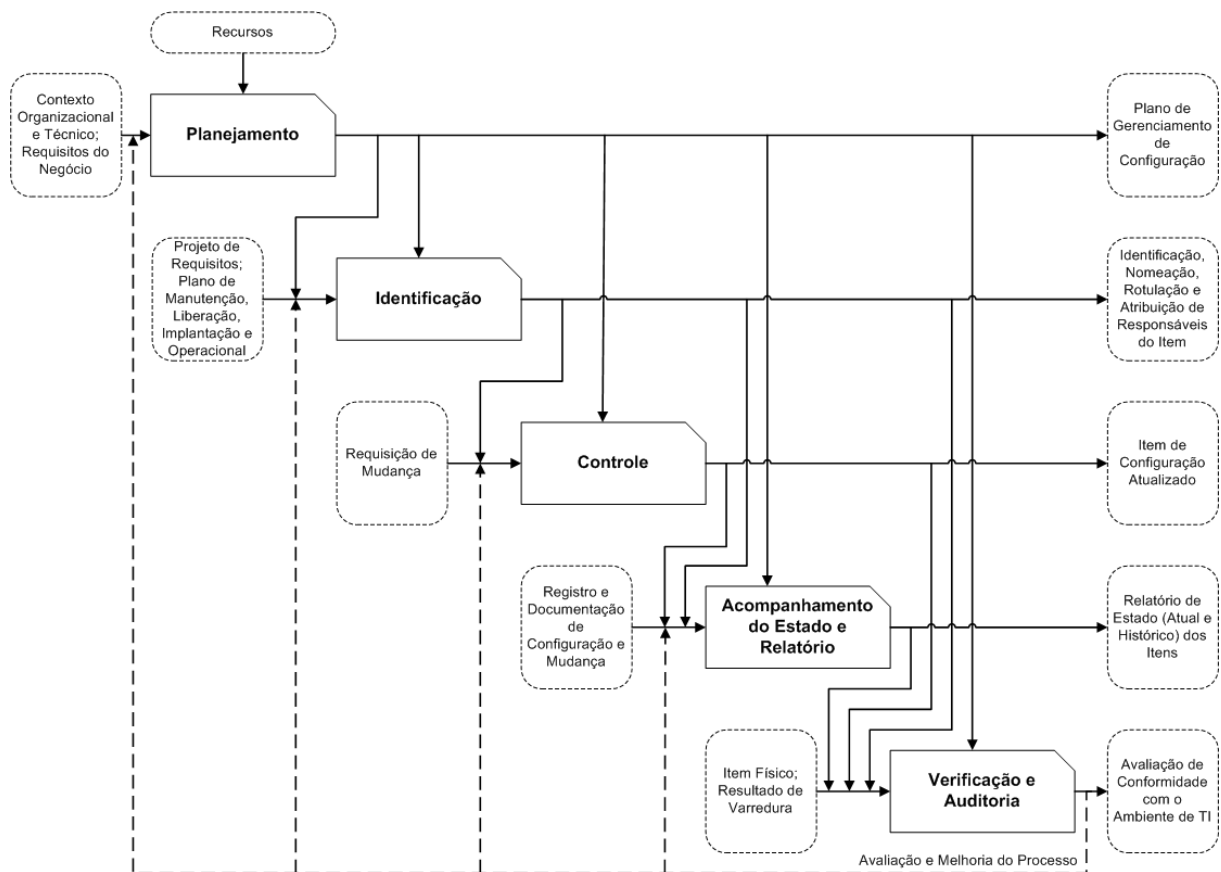 Recursos
Contexto
Organizacional
e Técnico;
Requisitos do
Negócio
Planejamento
Plano de
Gerenciamento
de
Configuração
Projeto de
Requisitos;
Plano de
Manutenção,
Liberação,
Implantação e
Operacional
Identificação
Identificação,
Nomeação,
Rotulação e
Atribuição de
Responsáveis
do Item
Requisição de
Mudança
Controle
Item de
Configuração
Atualizado
Registro e
Documentação
de
Configuração e
Mudança
Acompanhamento
do Estado e
Relatório
Relatório de
Estado (Atual e
Histórico) dos
Itens
Item Físico;
Resultado de
Varredura
Verificação e
Auditoria
Avaliação de
Conformidade
com o
Ambiente de TI
Avaliação e Melhoria do Processo